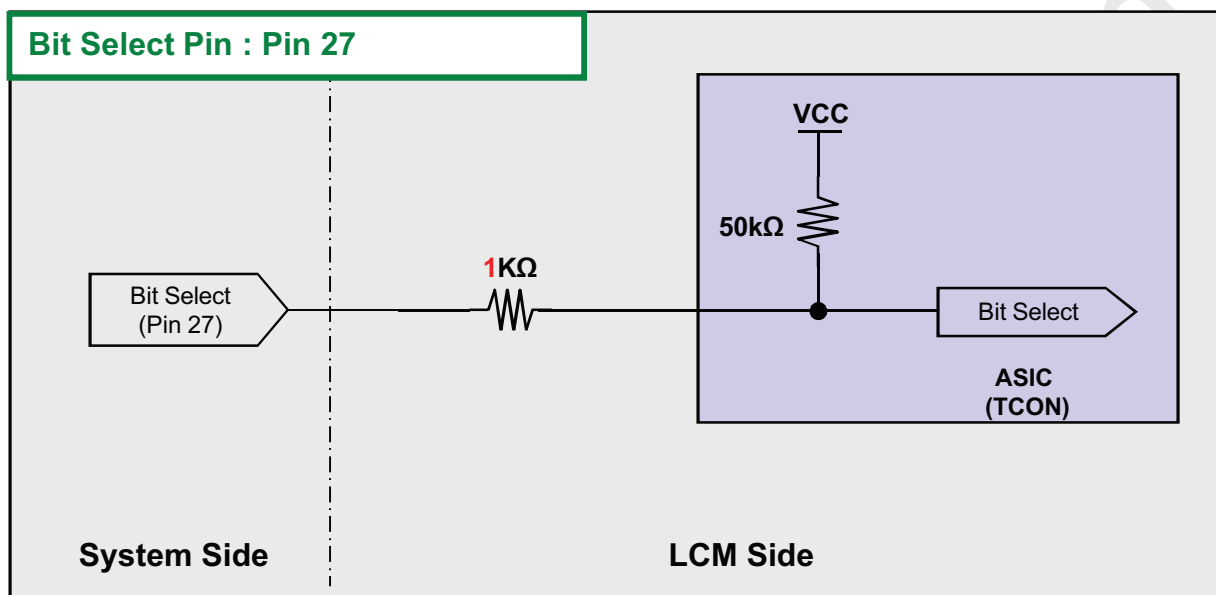 Bit Select Pin : Pin 27
VCC
50kΩ
1KΩ
Bit Select
(Pin 27)
Bit Select
ASIC
(TCON)
System Side
LCM Side